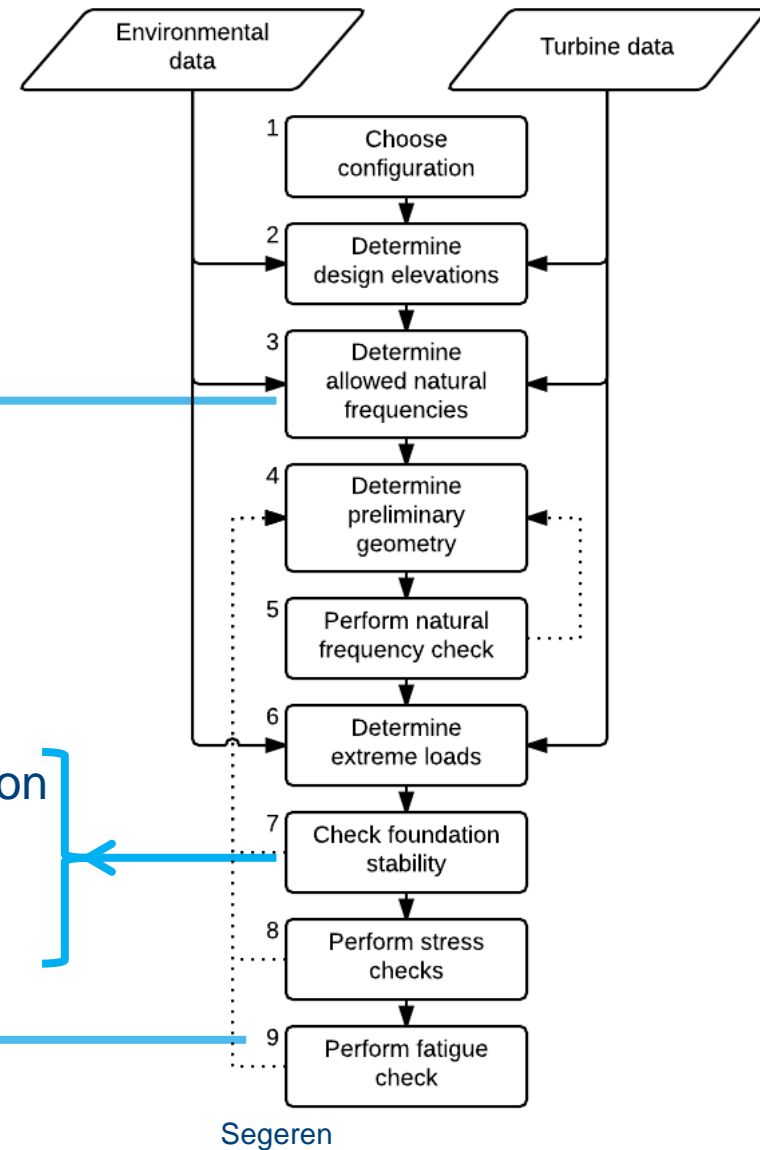 Environmental
data
Turbine data
1
Choose
configuration
2
Determine
design elevations
3
Determine
allowed natural
frequencies
4
Determine
preliminary
geometry
5
Perform natural
frequency check
6
Determine
extreme loads
on
7
Check foundation
stability
8
Perform stress
checks
9
Perform fatigue
check
Segeren